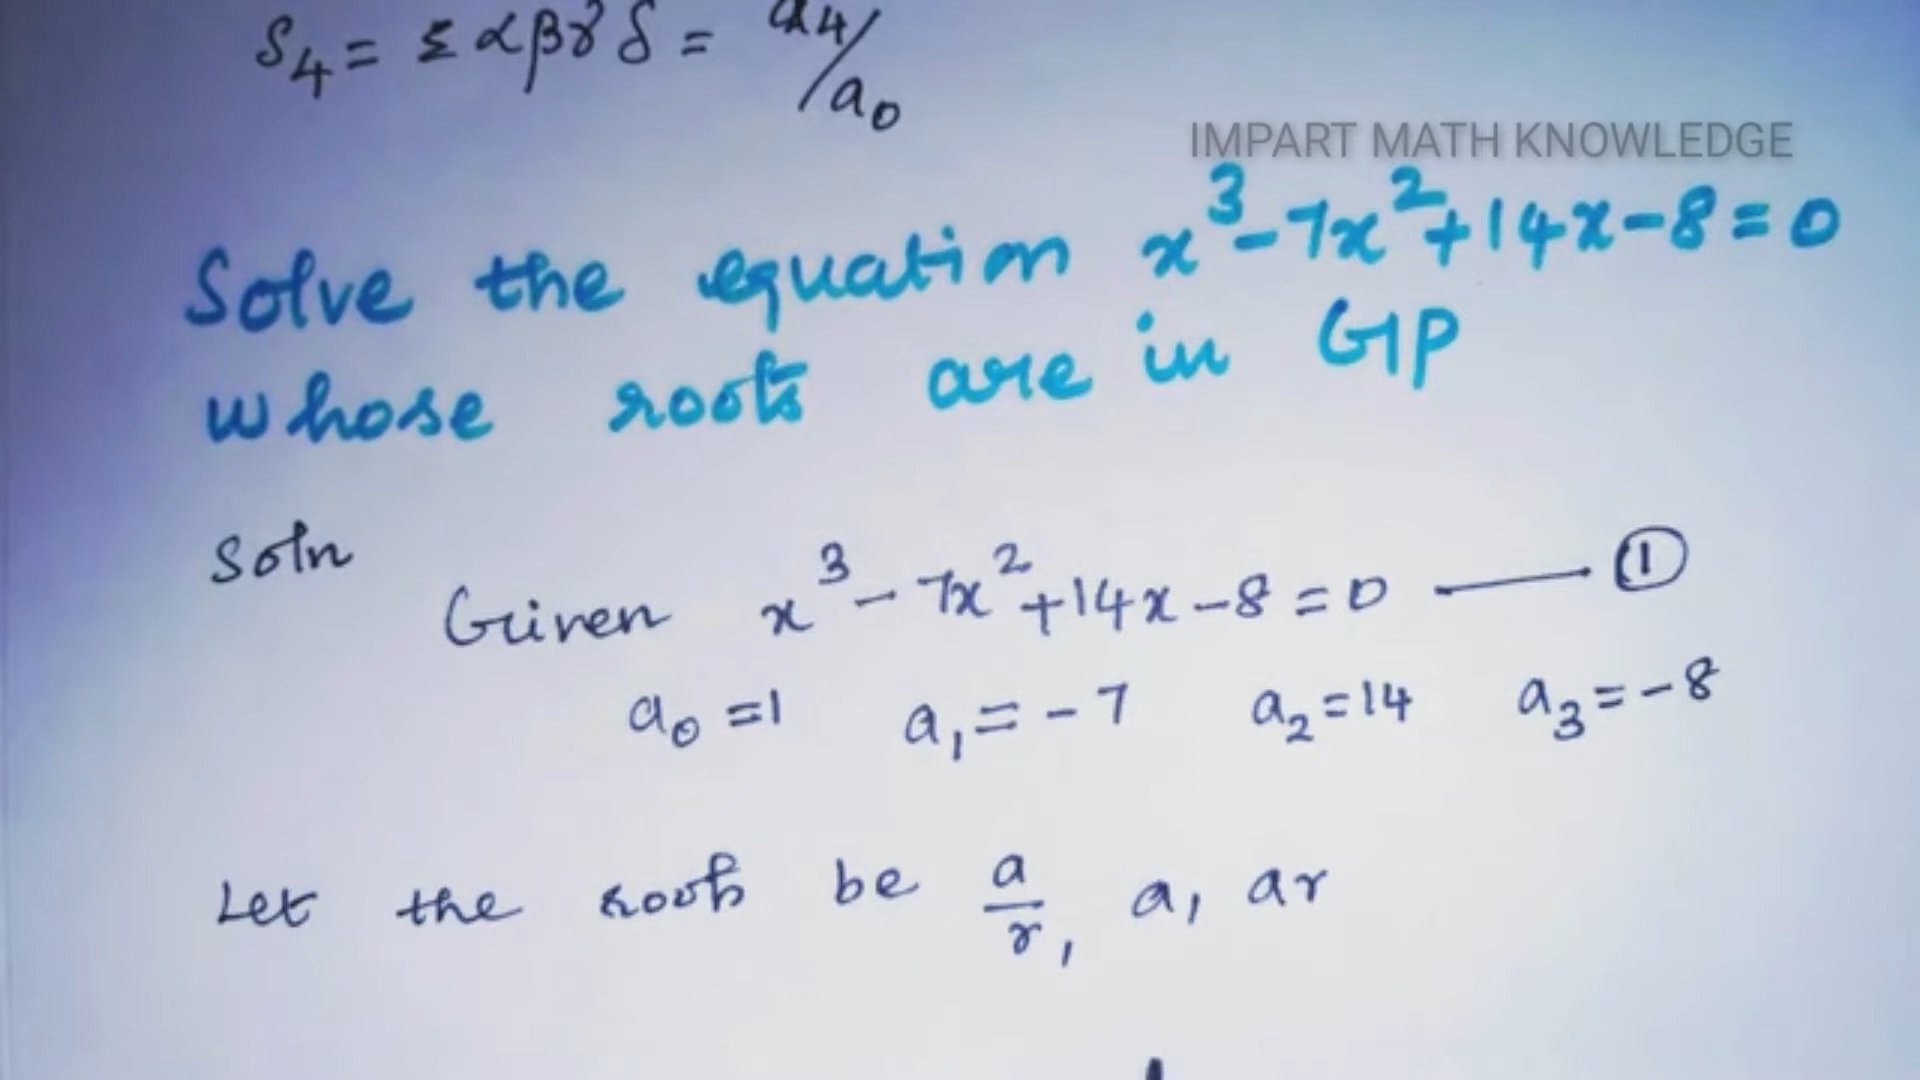 S₄ = Σ αβγδ = a₄/a₀
IMPART MATH KNOWLEDGE
Solve the equation x³-7x²+14x-8=0
whose roots are in GP
Soln
Given x³-7x²+14x-8=0 —— ①
a₀=1 a₁=-7 a₂=14 a₃=-8
Let the roots be a/r, a, ar